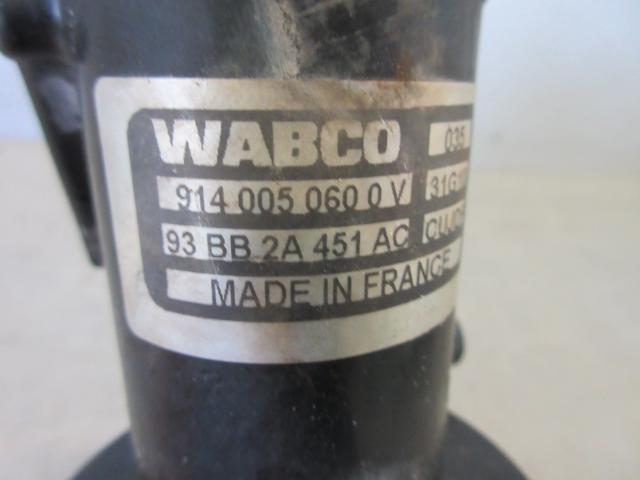 WABCO 035
914 005 060 0 V
93 BB 2A 451 AC
MADE IN FRANCE